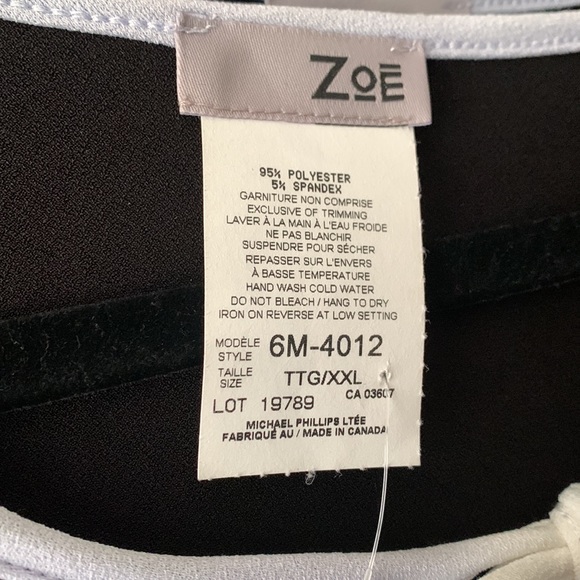 ZOE
95% POLYESTER
5% SPANDEX
GARNITURE NON COMPRISE
EXCLUSIVE OF TRIMMING
LAVER À LA MAIN À L'EAU FROIDE
NE PAS BLANCHIR
SUSPENDRE POUR SÉCHER
REPASSER SUR L'ENVERS
À BASSE TEMPERATURE
HAND WASH COLD WATER
DO NOT BLEACH / HANG TO DRY
IRON ON REVERSE AT LOW SETTING
MODÈLE
STYLE 6M-4012
TAILLE
SIZE TTG/XXL
CA 03607
LOT 19789
MICHAEL PHILLIPS LTÉE
FABRIQUÉ AU / MADE IN CANADA